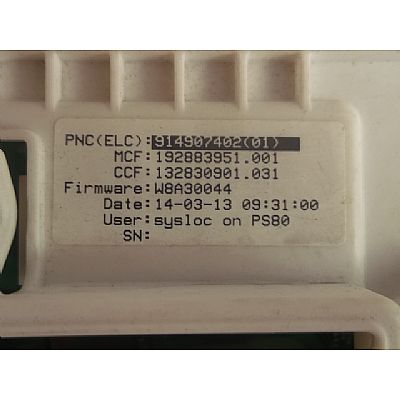 PNC(ELC):914907402(01)
MCF:192883951.001
CCF:132830901.031
Firmware:W8A30044
Date:14-03-13 09:31:00
User:sysloc on PS80
SN: